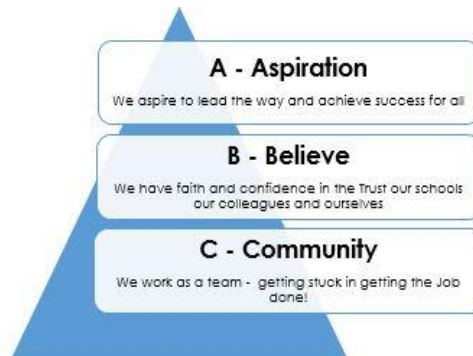 A - Aspiration
We aspire to lead the way and achieve success for all
B - Believe
We have faith and confidence in the Trust our schools
our colleagues and ourselves
C - Community
We work as a team - getting stuck in getting the Job
done!